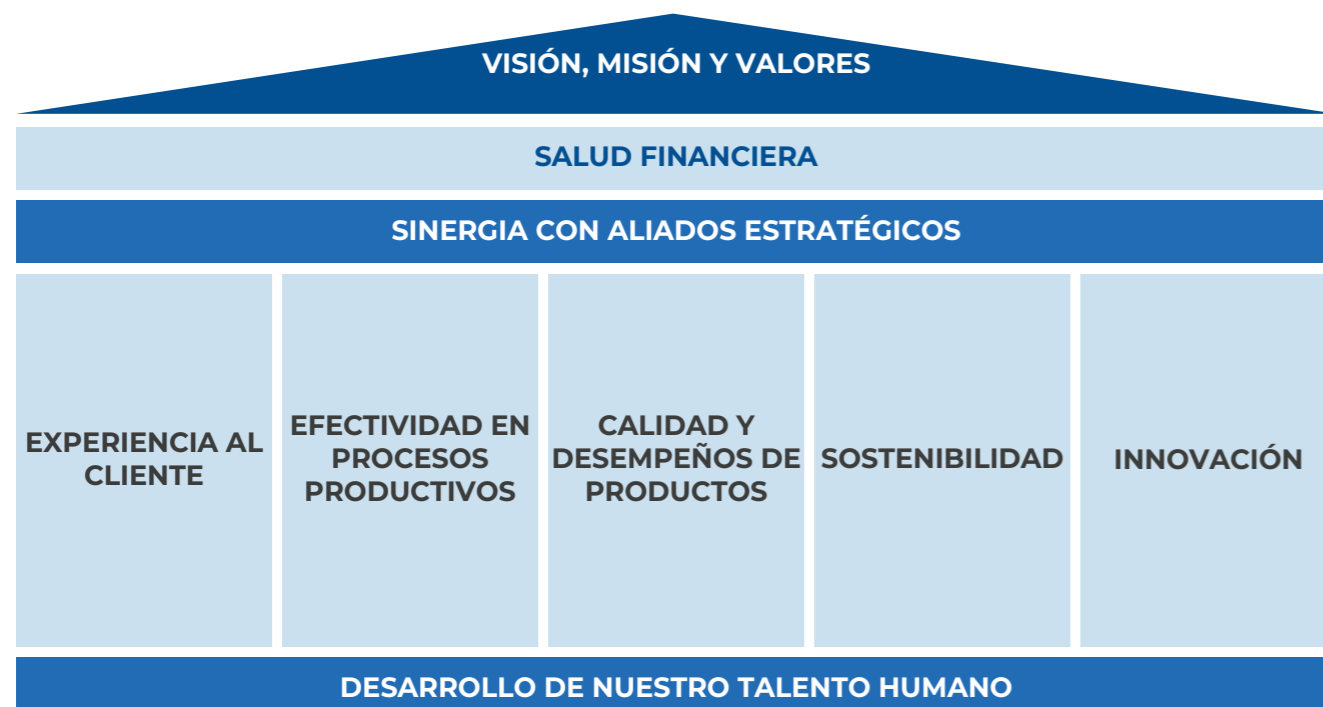 VISIÓN, MISIÓN Y VALORES
SALUD FINANCIERA
SINERGIA CON ALIADOS ESTRATÉGICOS
EXPERIENCIA AL
CLIENTE
EFECTIVIDAD EN
PROCESOS
PRODUCTIVOS
CALIDAD Y
DESEMPEÑOS DE
PRODUCTOS
SOSTENIBILIDAD
INNOVACIÓN
DESARROLLO DE NUESTRO TALENTO HUMANO